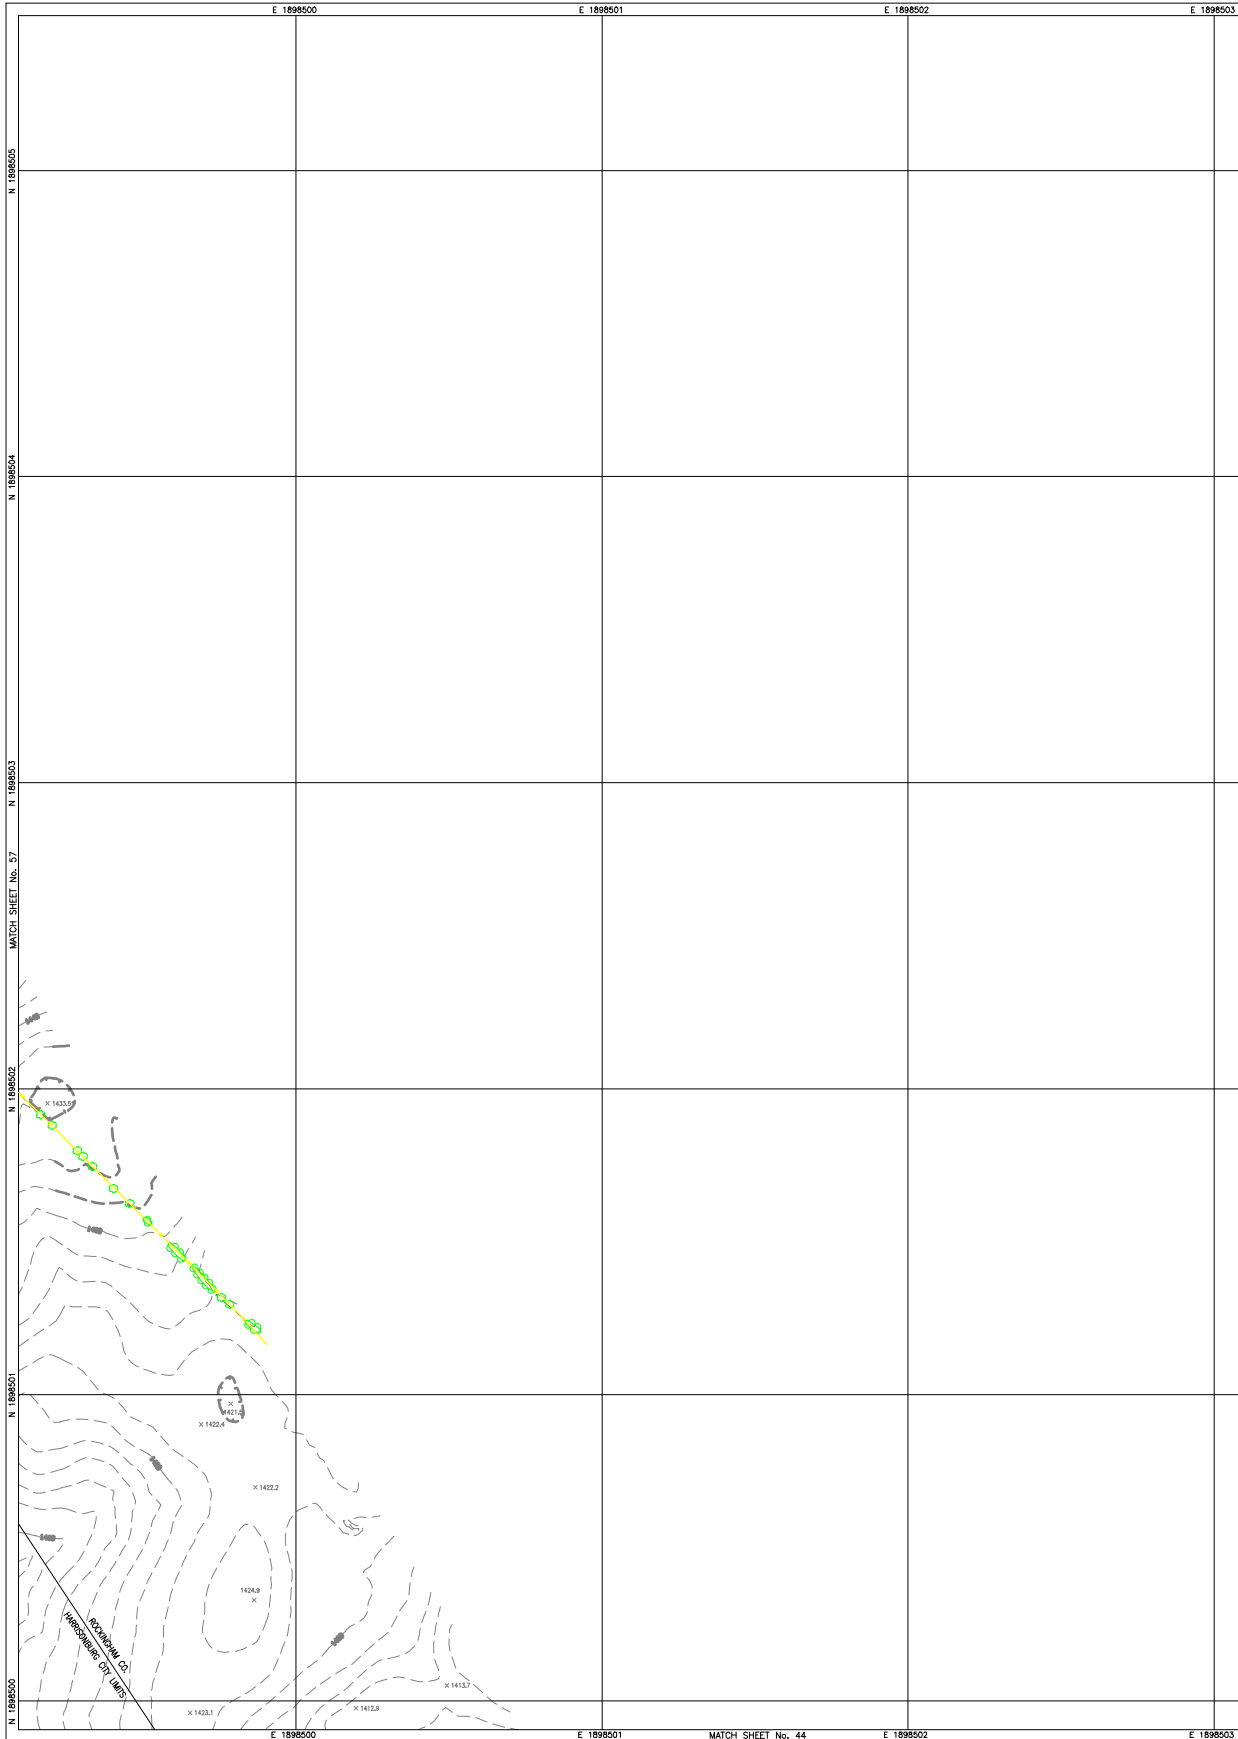 E 1898500
E 1898501
E 1898502
E 1898503
N 1898505
N 1898504
N 1898503
MATCH SHEET No. 57
N 1898502
1433.5
N 1898501
1421.
1422.4
1422.2
1424.9
ROCKINGHAM CO.
HARRISONBURG CITY LIMITS
1413.7
1412.8
1423.1
N 1898500
E 1898500
E 1898501
MATCH SHEET No. 44
E 1898502
E 1898503